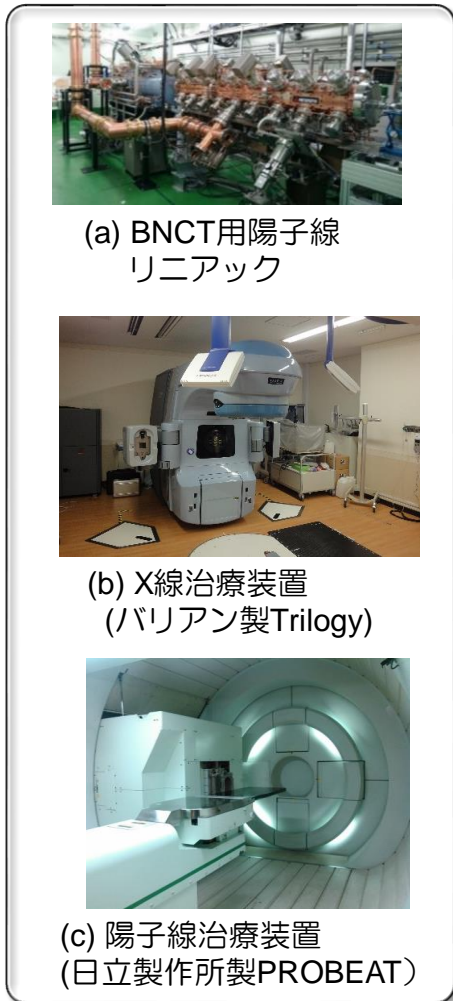 (a) BNCT用陽子線
リニアック
(b) X線治療装置
(バリアン製Trilogy)
(c) 陽子線治療装置
(日立製作所製PROBEAT）